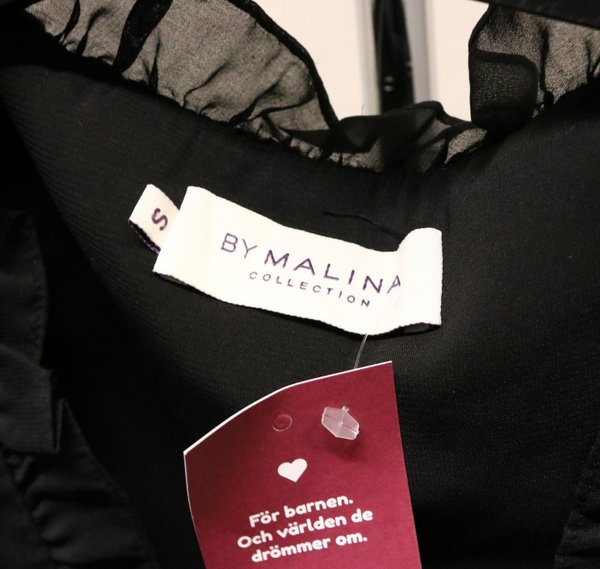 S
BY MALINA
COLLECTION
För barnen.
Och världen de
drömmer om.